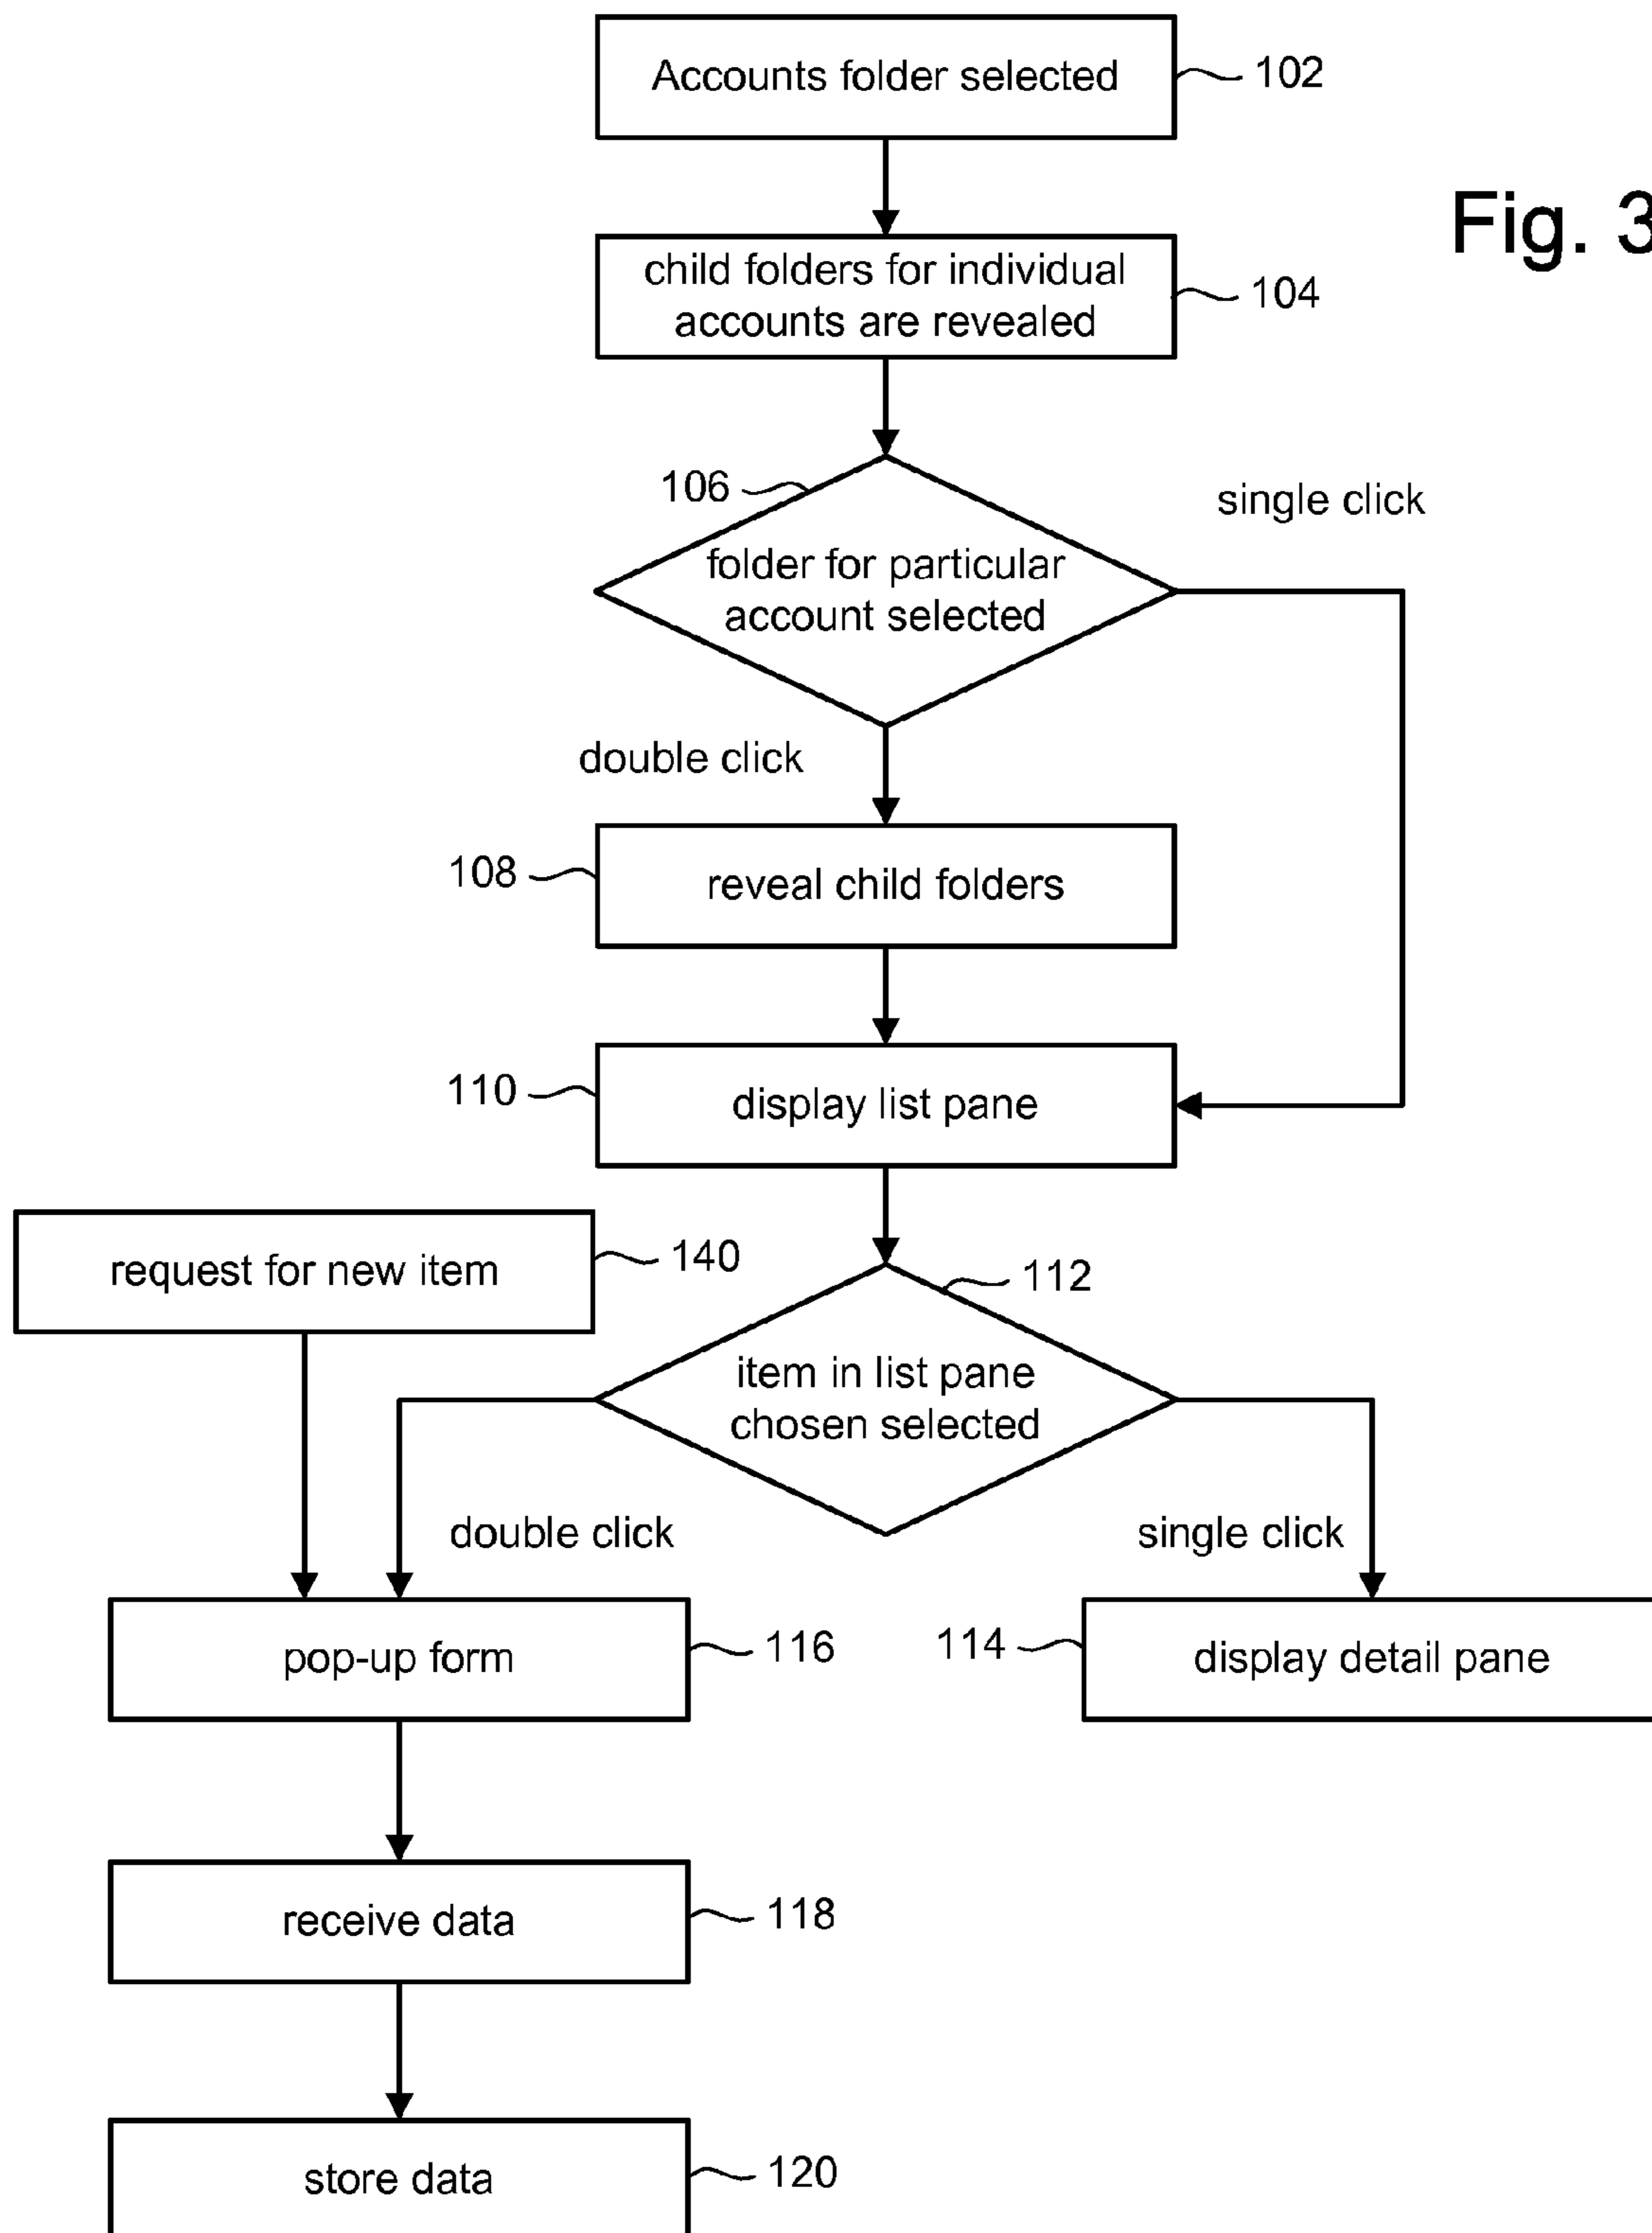 Accounts folder selected
102
Fig. 3
child folders for individual
accounts are revealed
104
106
single click
folder for particular
account selected
double click
108
reveal child folders
110
display list pane
request for new item
140
112
item in list pane
chosen selected
double click
single click
pop-up form
116
114
display detail pane
receive data
118
store data
120